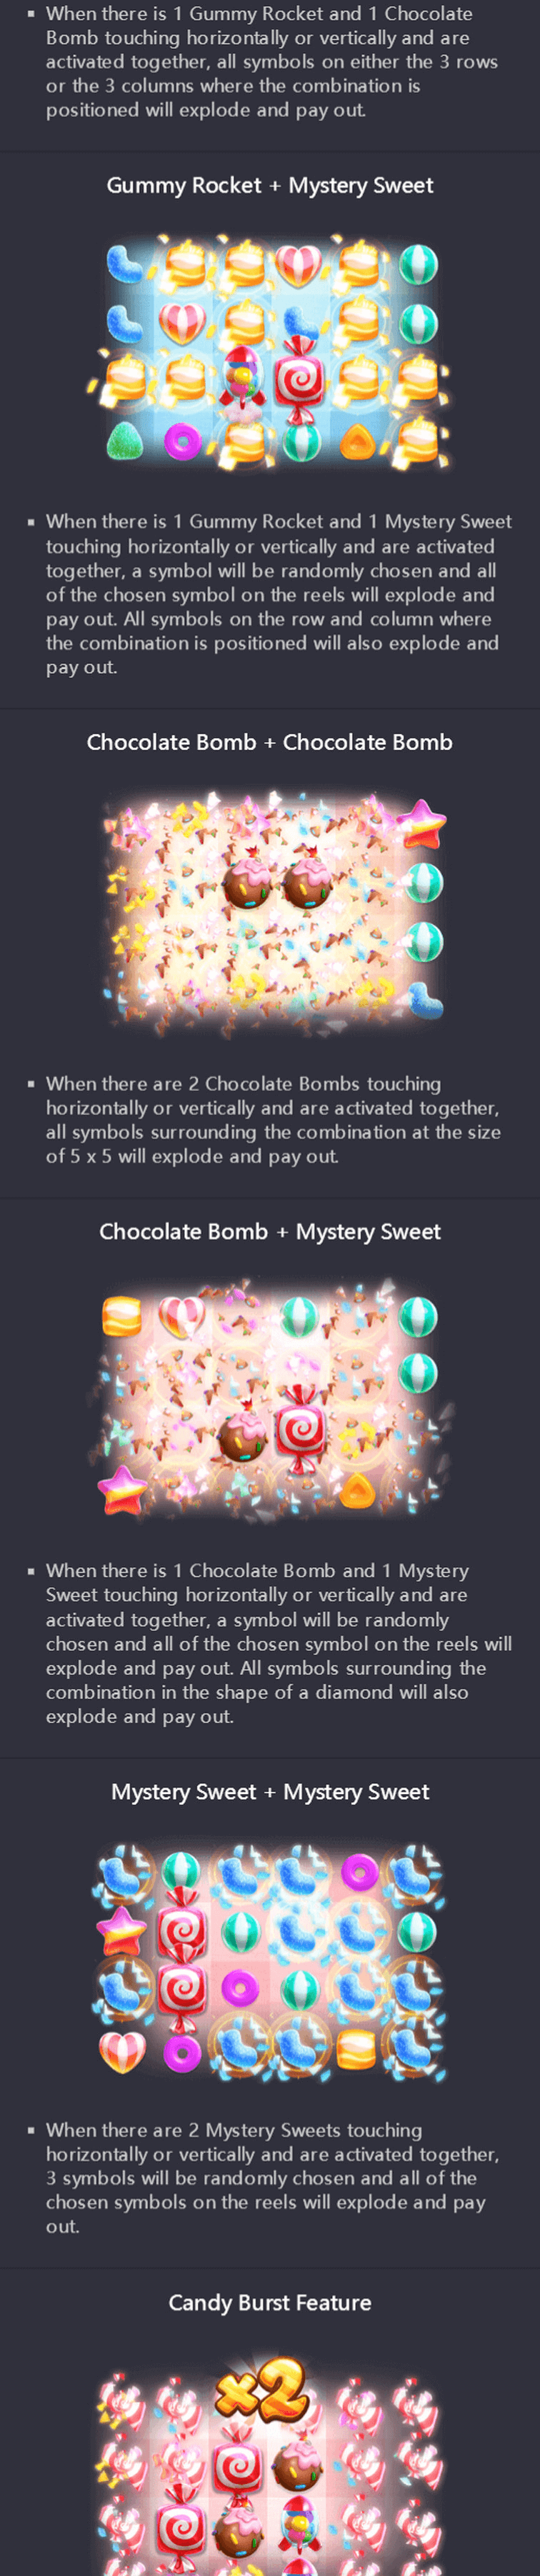 ▪ When there is 1 Gummy Rocket and 1 Chocolate
Bomb touching horizontally or vertically and are
activated together, all symbols on either the 3 rows
or the 3 columns where the combination is
positioned will explode and pay out.
Gummy Rocket + Mystery Sweet
▪ When there is 1 Gummy Rocket and 1 Mystery Sweet
touching horizontally or vertically and are activated
together, a symbol will be randomly chosen and all
of the chosen symbol on the reels will explode and
pay out. All symbols on the row and column where
the combination is positioned will also explode and
pay out.
Chocolate Bomb + Chocolate Bomb
▪ When there are 2 Chocolate Bombs touching
horizontally or vertically and are activated together,
all symbols surrounding the combination at the size
of 5 x 5 will explode and pay out.
Chocolate Bomb + Mystery Sweet
▪ When there is 1 Chocolate Bomb and 1 Mystery
Sweet touching horizontally or vertically and are
activated together, a symbol will be randomly
chosen and all of the chosen symbol on the reels will
explode and pay out. All symbols surrounding the
combination in the shape of a diamond will also
explode and pay out.
Mystery Sweet + Mystery Sweet
▪ When there are 2 Mystery Sweets touching
horizontally or vertically and are activated together,
3 symbols will be randomly chosen and all of the
chosen symbols on the reels will explode and pay
out.
Candy Burst Feature
x2